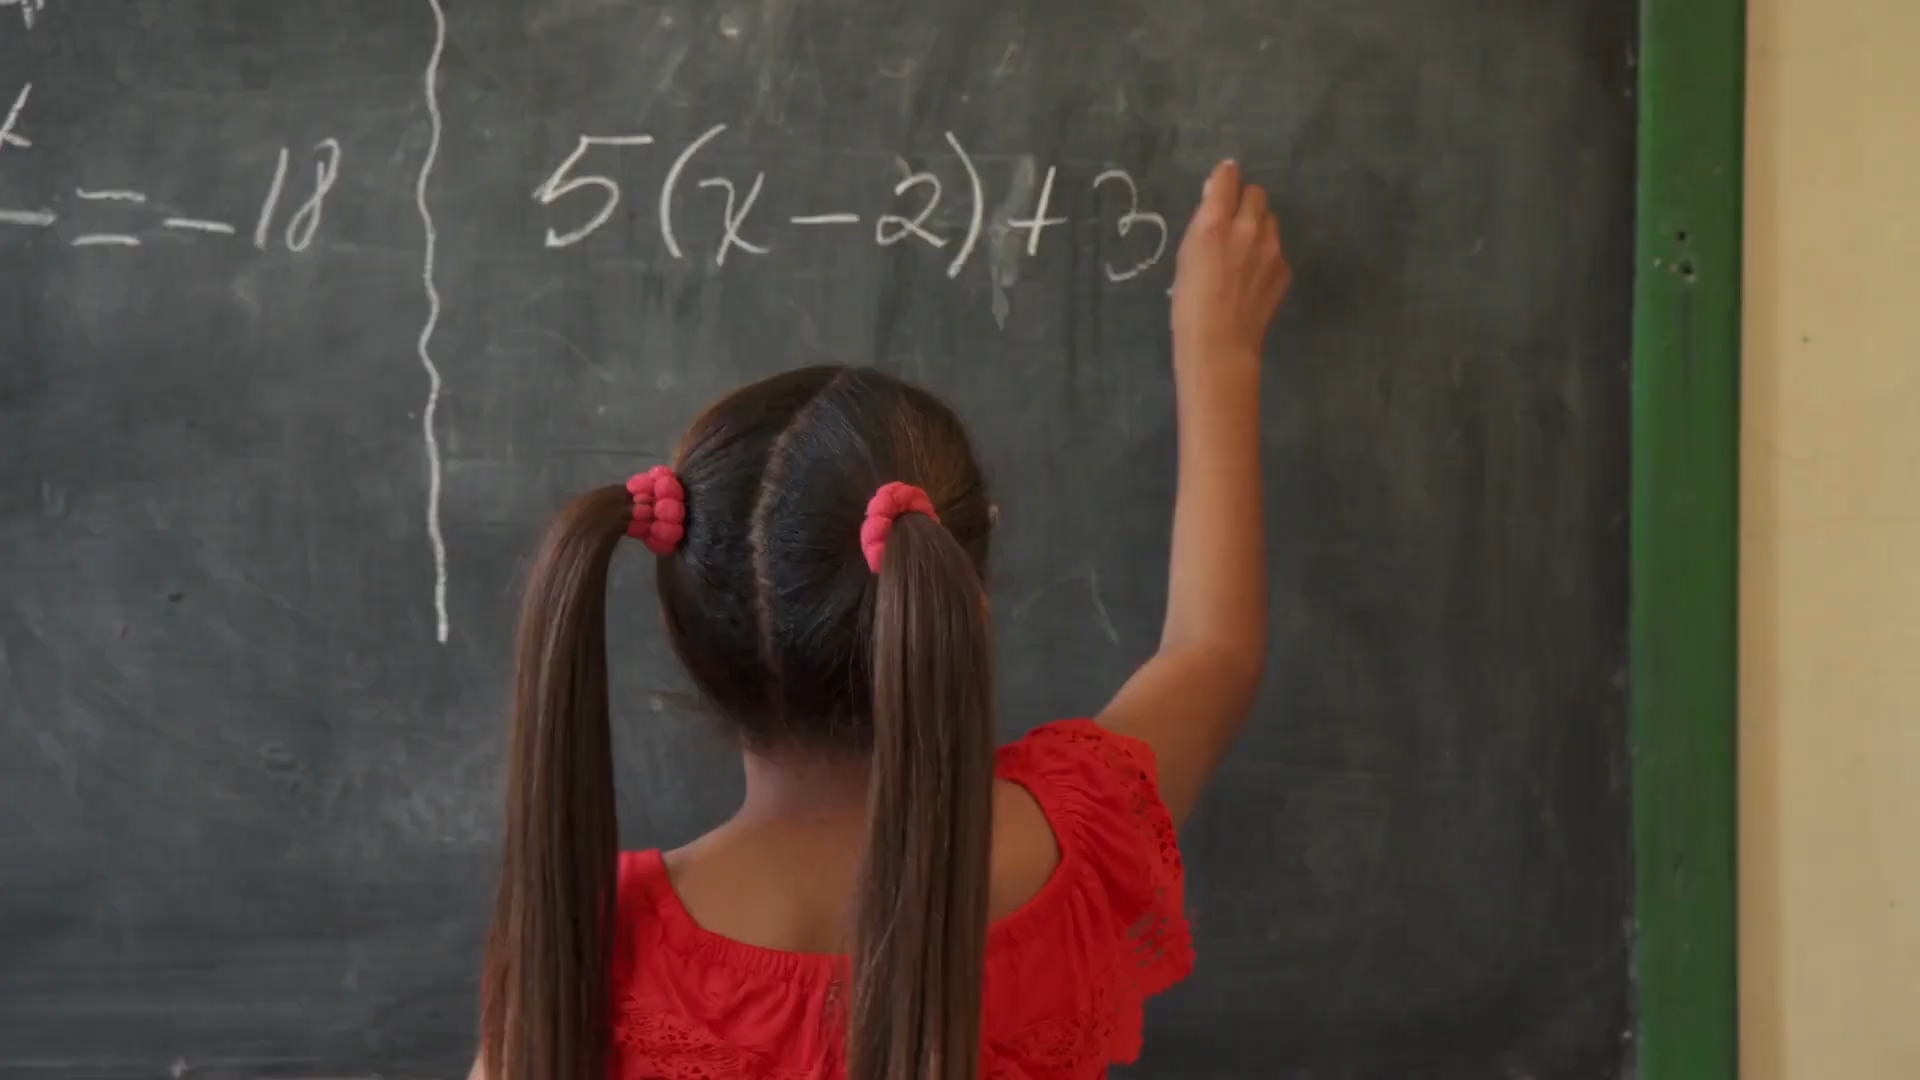 = -18
5(x-2)+3